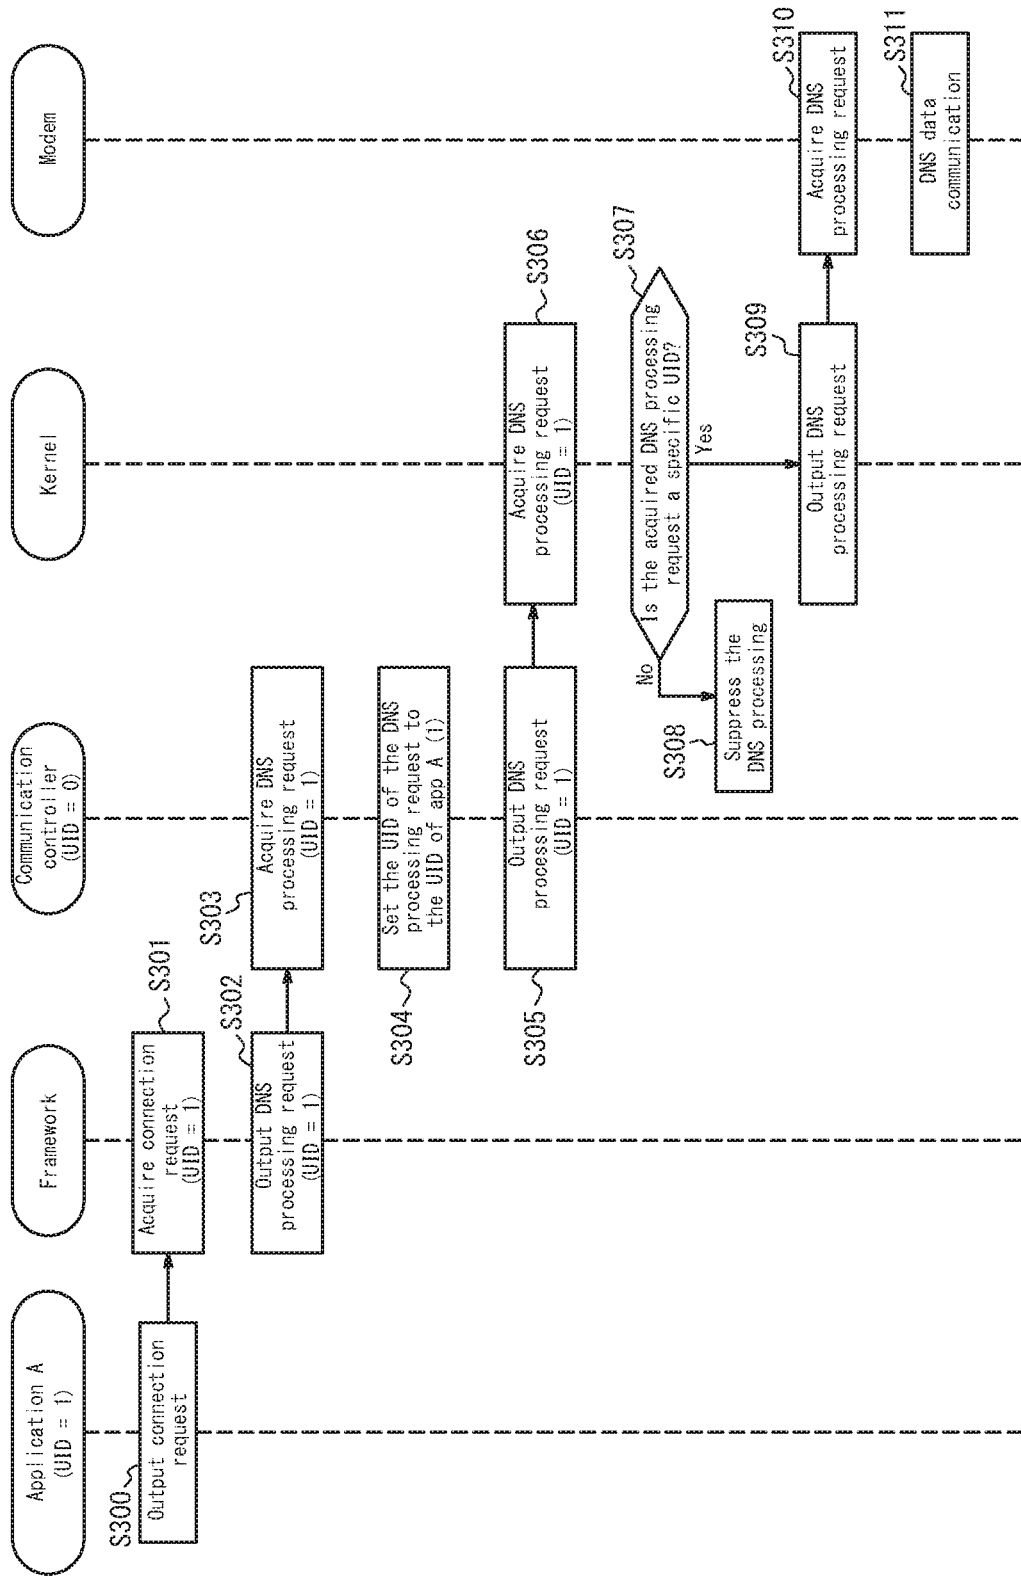 Application A
(UID = 1)
Framework
Communication
controller
(UID = 0)
Kernel
Modem
S300
Output connection
request
S301
Acquire connection
request
(UID = 1)
S302
Output DNS
processing request
(UID = 1)
S303
Acquire DNS
processing request
(UID = 1)
S304
Set the UID of the DNS
processing request to
the UID of app A (1)
S305
Output DNS
processing request
(UID = 1)
S306
Acquire DNS
processing request
(UID = 1)
S307
Is the acquired DNS processing
request a specific UID?
No
Yes
S308
Suppress the
DNS processing
S309
Output DNS
processing request
S310
Acquire DNS
processing request
S311
DNS data
communication